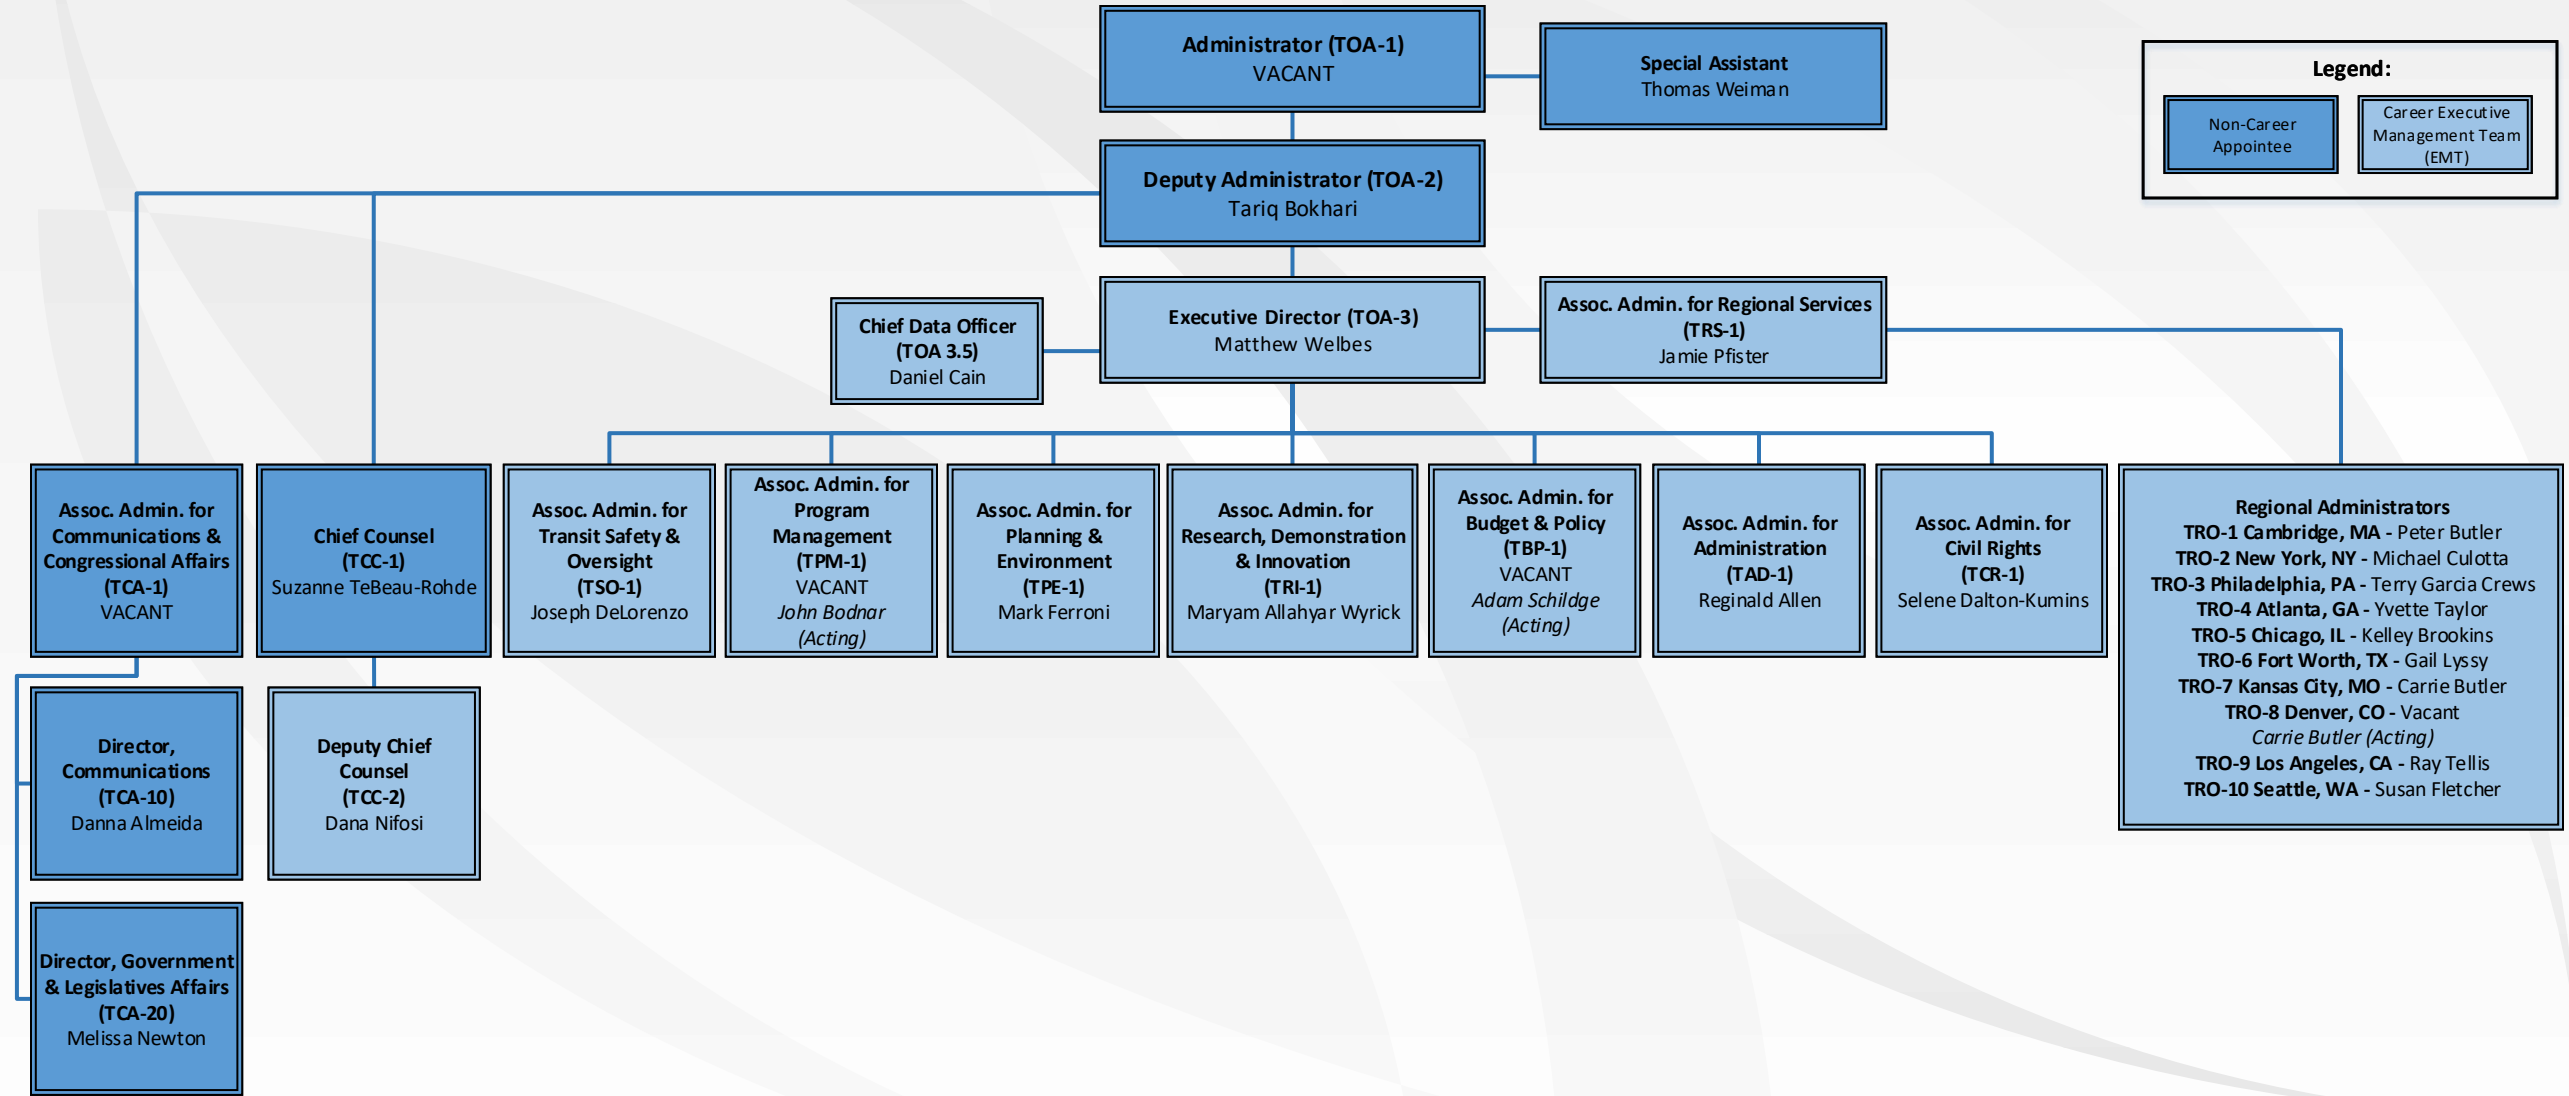 Administrator (TOA-1)
VACANT
Special Assistant
Thomas Weiman
Legend:
Non-Career
Appointee
Career Executive
Management Team
(EMT)
Deputy Administrator (TOA-2)
Tariq Bokhari
Chief Data Officer
(TOA 3.5)
Daniel Cain
Executive Director (TOA-3)
Matthew Welbes
Assoc. Admin. for Regional Services
(TRS-1)
Jamie Pfister
Assoc. Admin. for
Communications &
Congressional Affairs
(TCA-1)
VACANT
Chief Counsel
(TCC-1)
Suzanne TeBeau-Rohde
Assoc. Admin. for
Transit Safety &
Oversight
(TSO-1)
Joseph DeLorenzo
Assoc. Admin. for
Program
Management
(TPM-1)
VACANT
John Bodnar
(Acting)
Assoc. Admin. for
Planning &
Environment
(TPE-1)
Mark Ferroni
Assoc. Admin. for
Research, Demonstration
& Innovation
(TRI-1)
Maryam Allahyar Wyrick
Assoc. Admin. for
Budget & Policy
(TBP-1)
VACANT
Adam Schildge
(Acting)
Assoc. Admin. for
Administration
(TAD-1)
Reginald Allen
Assoc. Admin. for
Civil Rights
(TCR-1)
Selene Dalton-Kumins
Regional Administrators
TRO-1 Cambridge, MA - Peter Butler
TRO-2 New York, NY - Michael Culotta
TRO-3 Philadelphia, PA - Terry Garcia Crews
TRO-4 Atlanta, GA - Yvette Taylor
TRO-5 Chicago, IL - Kelley Brookins
TRO-6 Fort Worth, TX - Gail Lyssy
TRO-7 Kansas City, MO - Carrie Butler
TRO-8 Denver, CO - Vacant
Carrie Butler (Acting)
TRO-9 Los Angeles, CA - Ray Tellis
TRO-10 Seattle, WA - Susan Fletcher
Director,
Communications
(TCA-10)
Danna Almeida
Deputy Chief
Counsel
(TCC-2)
Dana Nifosi
Director, Government
& Legislatives Affairs
(TCA-20)
Melissa Newton